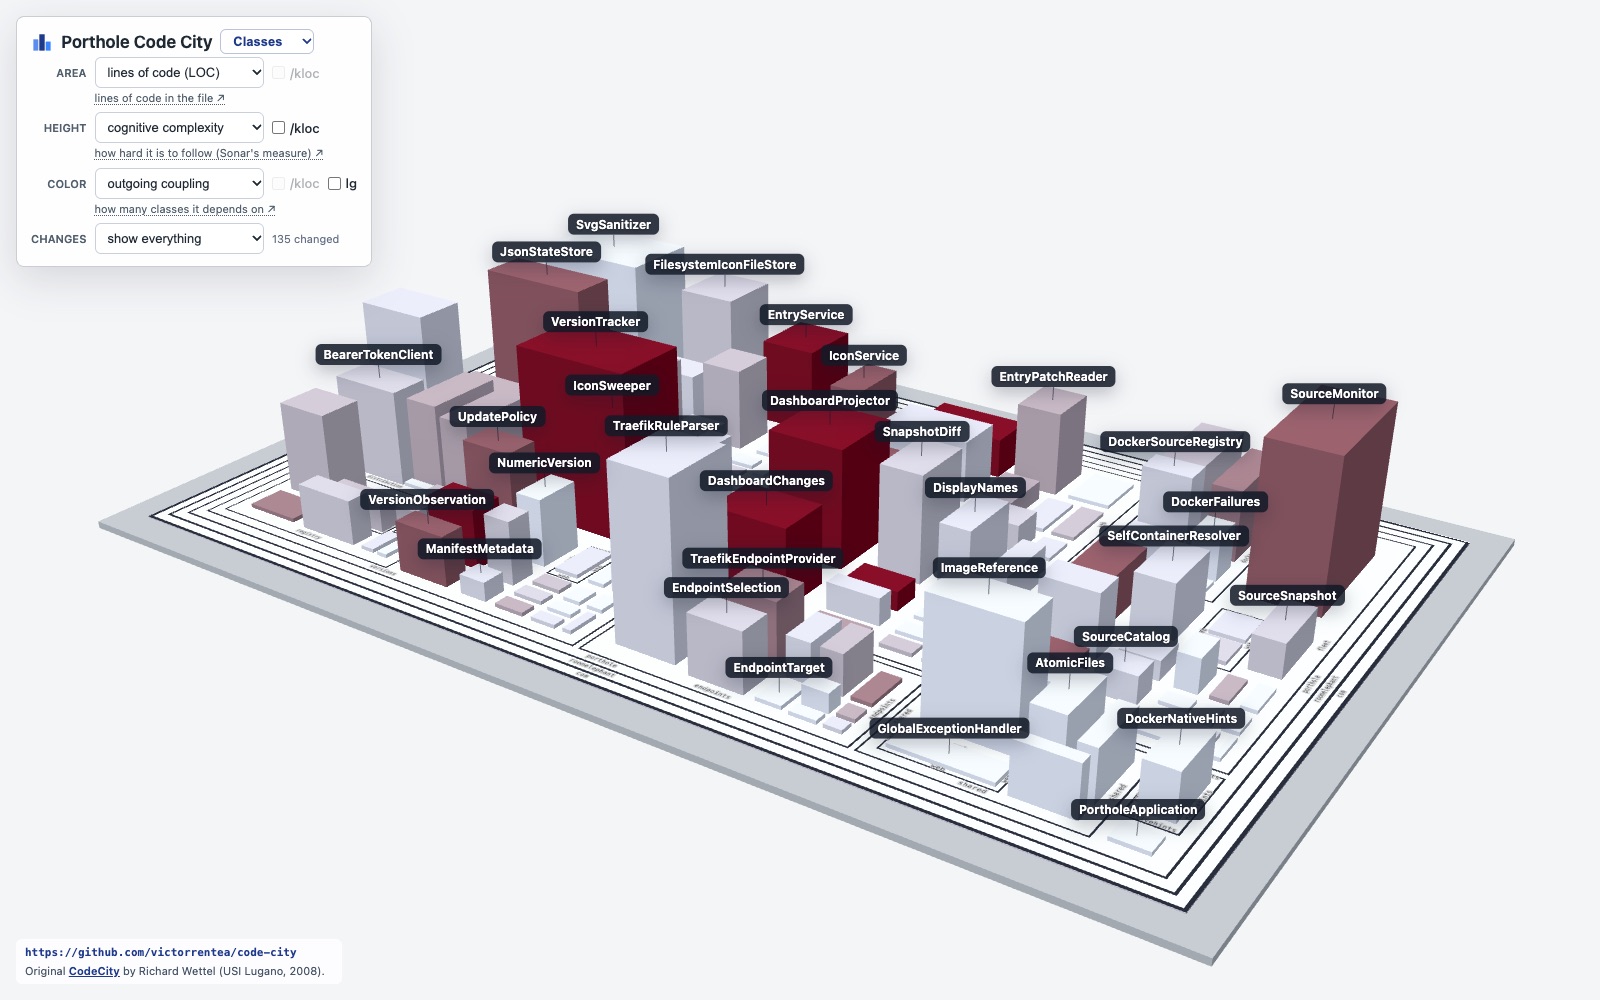 Porthole Code City
Classes
AREA
lines of code (LOC)
/kloc
lines of code in the file ↗
HEIGHT
cognitive complexity
/kloc
how hard it is to follow (Sonar's measure) ↗
COLOR
outgoing coupling
/kloc
lg
how many classes it depends on ↗
CHANGES
show everything
135 changed
SvgSanitizer
JsonStateStore
FilesystemIconFileStore
VersionTracker
EntryService
BearerTokenClient
IconService
IconSweeper
EntryPatchReader
SourceMonitor
DashboardProjector
UpdatePolicy
TraefikRuleParser
SnapshotDiff
DockerSourceRegistry
NumericVersion
DashboardChanges
DisplayNames
VersionObservation
DockerFailures
ManifestMetadata
SelfContainerResolver
TraefikEndpointProvider
ImageReference
EndpointSelection
SourceSnapshot
SourceCatalog
EndpointTarget
AtomicFiles
DockerNativeHints
GlobalExceptionHandler
PortholeApplication
porthole
com
endpoints
shared
https://github.com/victorrentea/code-city
Original CodeCity by Richard Wettel (USI Lugano, 2008).